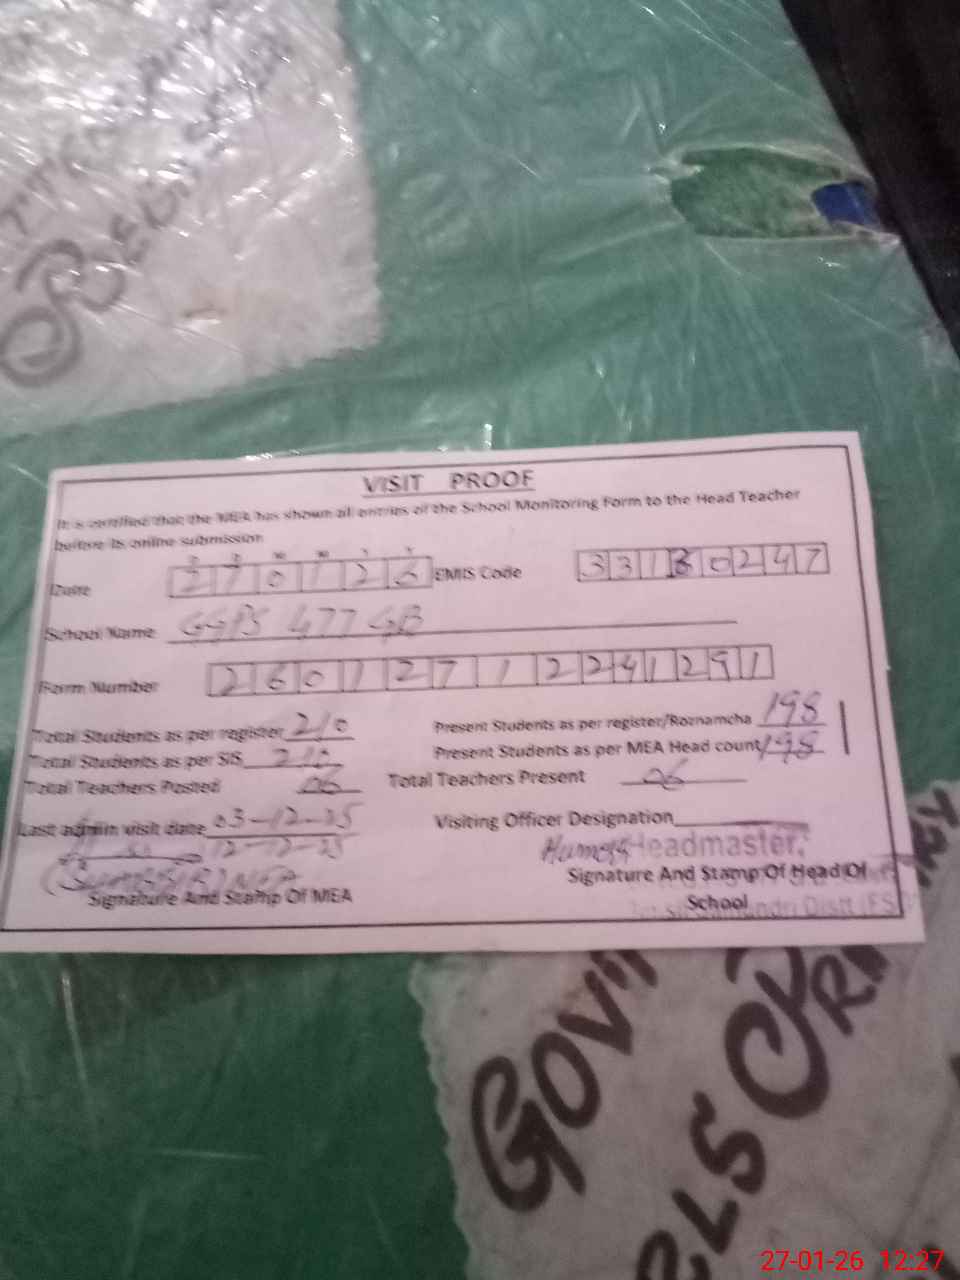 VISIT PROOF
It is certified that the MEA has shown all entries of the School Monitoring Form to the Head Teacher
before its online submission
D D M M Y Y
Date 270126 EMIS Code 33180247
School Name GGPS 477 GB
Form Number 2601271224 1291
Total Students as per register 210 Present Students as per register/Roznamcha 198
Total Students as per SIS 210 Present Students as per MEA Head count 198
Total Teachers Posted 06 Total Teachers Present 06
Last admin visit date 03-12-25 Visiting Officer Designation
12-12-25
Headmaster
Signature And Stamp Of MEA Signature And Stamp Of Head Of
School
GOVT
27-01-26 12:27